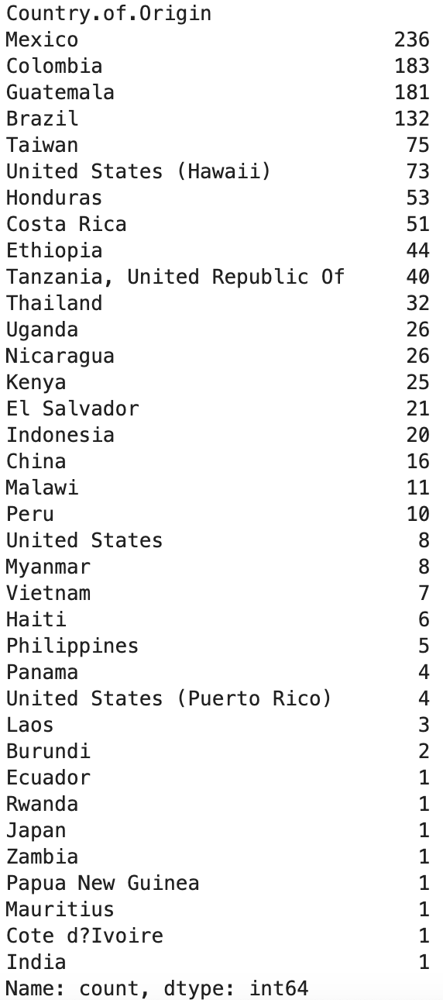 Country.of.Origin
Mexico 236
Colombia 183
Guatemala 181
Brazil 132
Taiwan 75
United States (Hawaii) 73
Honduras 53
Costa Rica 51
Ethiopia 44
Tanzania, United Republic Of 40
Thailand 32
Uganda 26
Nicaragua 26
Kenya 25
El Salvador 21
Indonesia 20
China 16
Malawi 11
Peru 10
United States 8
Myanmar 8
Vietnam 7
Haiti 6
Philippines 5
Panama 4
United States (Puerto Rico) 4
Laos 3
Burundi 2
Ecuador 1
Rwanda 1
Japan 1
Zambia 1
Papua New Guinea 1
Mauritius 1
Cote d?Ivoire 1
India 1
Name: count, dtype: int64